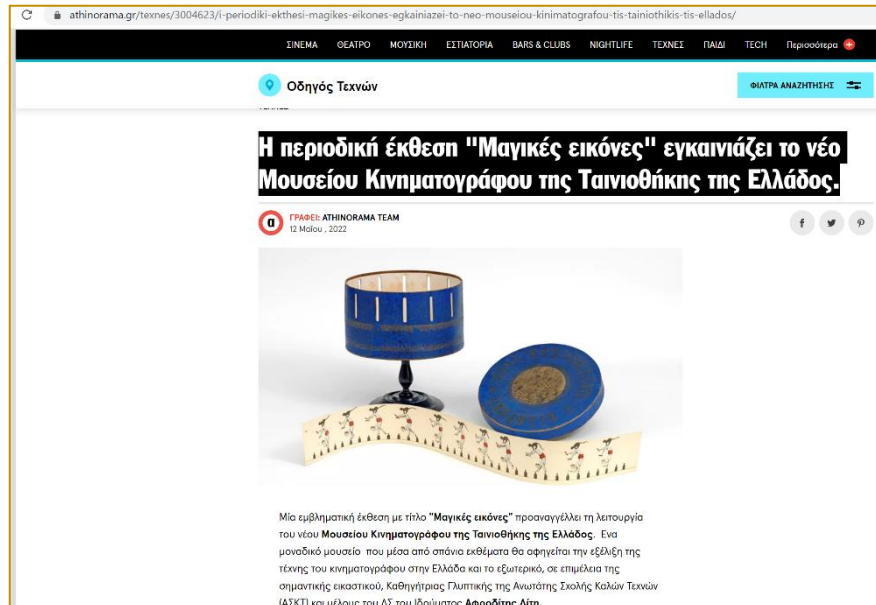 athinorama.gr/texnes/3004623/i-periodiki-ekthesi-magikes-eikones-egkainiazei-to-neo-mouseiou-kinimatografou-tis-tainiothikis-tis-ellados/
ΣΙΝΕΜΑ ΘΕΑΤΡΟ ΜΟΥΣΙΚΗ ΕΣΤΙΑΤΟΡΙΑ BARS & CLUBS NIGHTLIFE ΤΕΧΝΕΣ ΠΑΙΔΙ TECH Περισσότερα
Οδηγός Τεχνών
ΦΙΛΤΡΑ ΑΝΑΖΗΤΗΣΗΣ
Η περιοδική έκθεση "Μαγικές εικόνες" εγκαινιάζει το νέο
Μουσείου Κινηματογράφου της Ταινιοθήκης της Ελλάδος.
ΓΡΑΦΕΙ: ATHINORAMA TEAM
12 Μαΐου , 2022
Μία εμβληματική έκθεση με τίτλο "Μαγικές εικόνες" προαναγγέλλει τη λειτουργία
του νέου Μουσείου Κινηματογράφου της Ταινιοθήκης της Ελλάδος. Ενα
μοναδικό μουσείο που μέσα από σπάνια εκθέματα θα αφηγείται την εξέλιξη της
τέχνης του κινηματογράφου στην Ελλάδα και το εξωτερικό, σε επιμέλεια της
σημαντικής εικαστικού, Καθηγήτριας Γλυπτικής της Ανωτάτης Σχολής Καλών Τεχνών
(ΑΣΚΤ) και μέλους του ΔΣ του Ιδρύματος Αφροδίτης Λίτη.